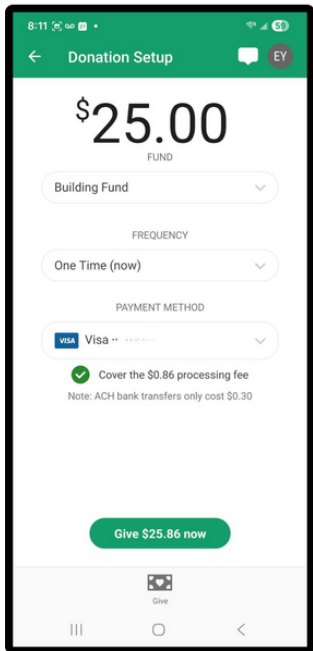 8:11
59
Donation Setup
EY
$25.00
FUND
Building Fund
FREQUENCY
One Time (now)
PAYMENT METHOD
VISA Visa
Cover the $0.86 processing fee
Note: ACH bank transfers only cost $0.30
Give $25.86 now
Give